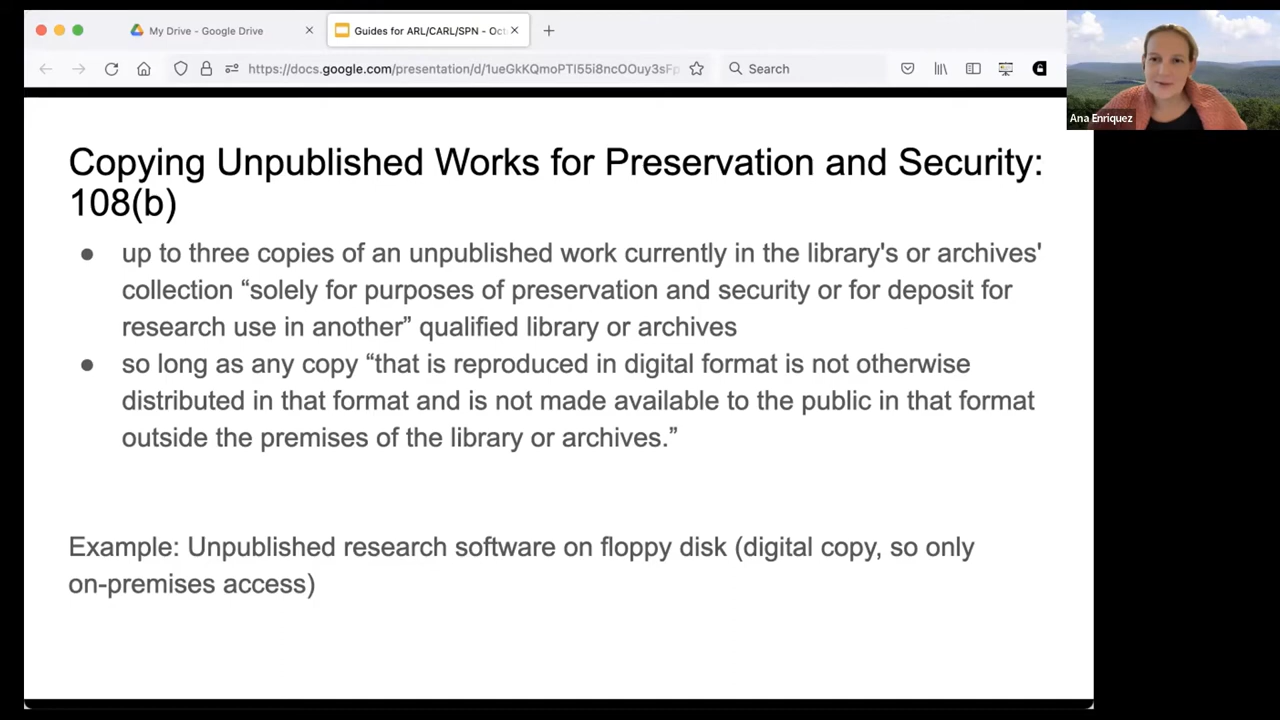 My Drive - Google Drive
Guides for ARL/CARL/SPN - Oct
https://docs.google.com/presentation/d/1ueGkKQmoPTI55i8ncOOuy3sFp
Search
Ana Enriquez
Copying Unpublished Works for Preservation and Security:
108(b)
● up to three copies of an unpublished work currently in the library's or archives'
collection “solely for purposes of preservation and security or for deposit for
research use in another” qualified library or archives
● so long as any copy “that is reproduced in digital format is not otherwise
distributed in that format and is not made available to the public in that format
outside the premises of the library or archives.”
Example: Unpublished research software on floppy disk (digital copy, so only
on-premises access)